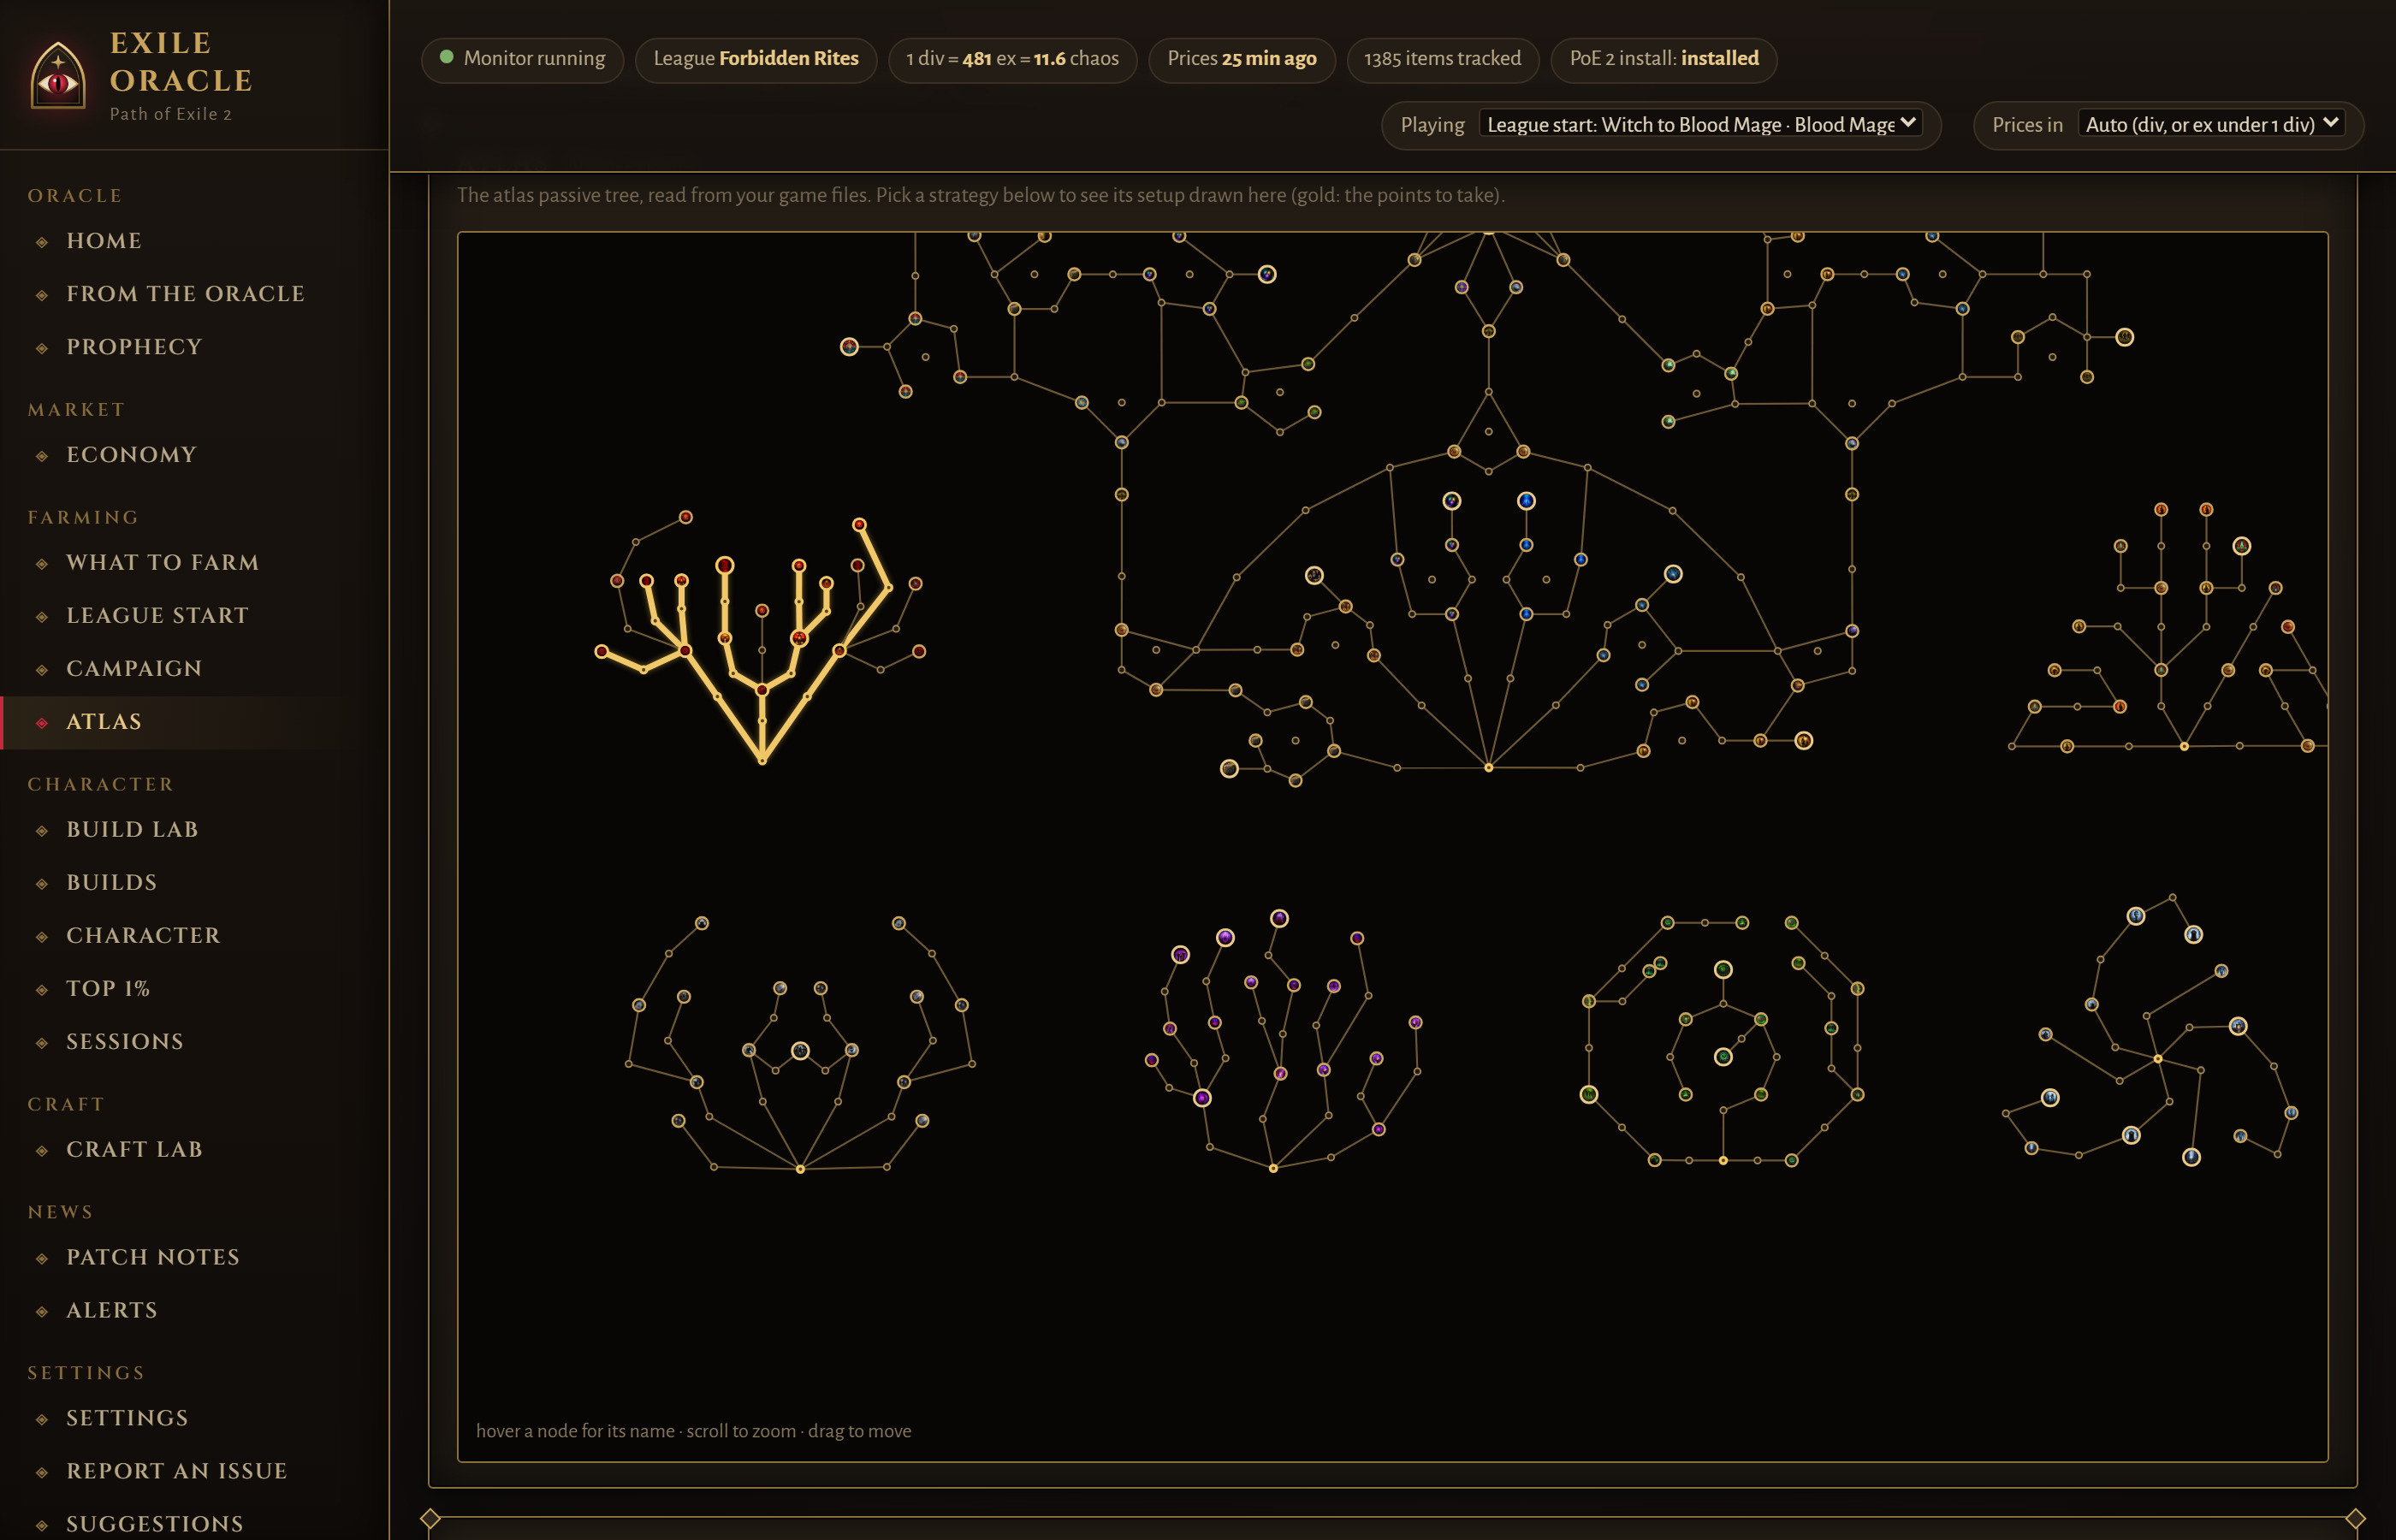 EXILE
ORACLE
Path of Exile 2
Monitor running
League Forbidden Rites
1 div = 481 ex = 11.6 chaos
Prices 25 min ago
1385 items tracked
PoE 2 install: installed
Playing League start: Witch to Blood Mage · Blood Mage
Prices in Auto (div, or ex under 1 div)
ORACLE
HOME
FROM THE ORACLE
PROPHECY
MARKET
ECONOMY
FARMING
WHAT TO FARM
LEAGUE START
CAMPAIGN
ATLAS
CHARACTER
BUILD LAB
BUILDS
CHARACTER
TOP 1%
SESSIONS
CRAFT
CRAFT LAB
NEWS
PATCH NOTES
ALERTS
SETTINGS
SETTINGS
REPORT AN ISSUE
SUGGESTIONS
The atlas passive tree, read from your game files. Pick a strategy below to see its setup drawn here (gold: the points to take).
hover a node for its name · scroll to zoom · drag to move